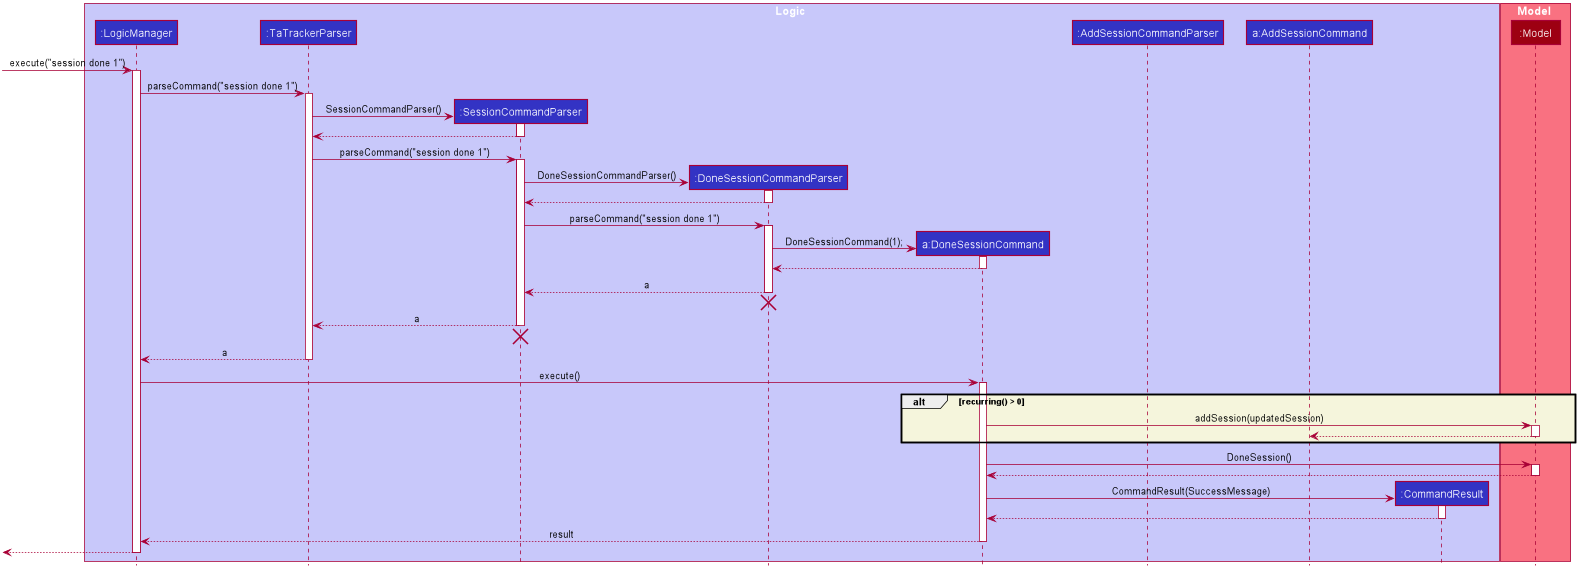 Logic
Model
:LogicManager
:TaTrackerParser
:AddSessionCommandParser
a:AddSessionCommand
:Model
execute("session done 1")
parseCommand("session done 1")
SessionCommandParser()
:SessionCommandParser
parseCommand("session done 1")
DoneSessionCommandParser()
:DoneSessionCommandParser
parseCommand("session done 1")
DoneSessionCommand(1);
a:DoneSessionCommand
a
a
a
execute()
alt
[recurring() > 0]
addSession(updatedSession)
DoneSession()
CommandResult(SuccessMessage)
:CommandResult
result